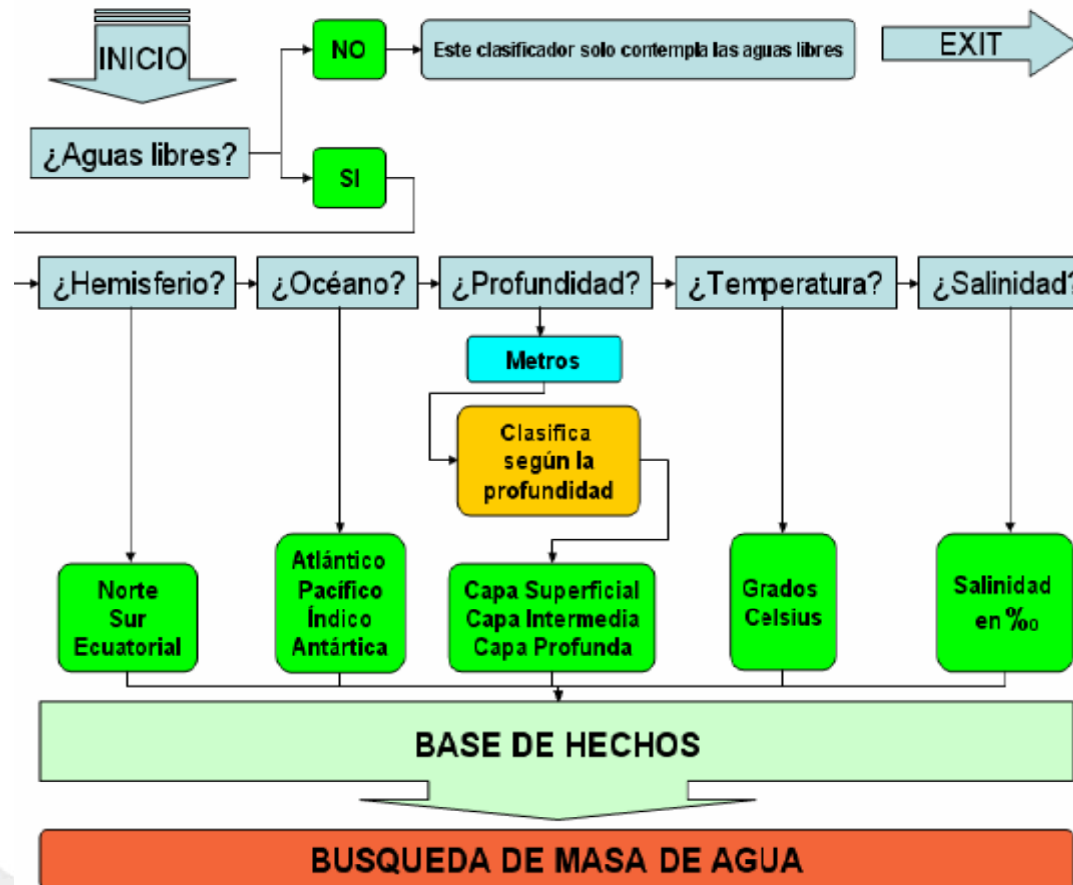 INICIO
NO
Este clasificador solo contempla las aguas libres
EXIT
¿Aguas libres?
SI
¿Hemisferio?
¿Océano?
¿Profundidad?
¿Temperatura?
¿Salinidad?
Metros
Clasifica
según la
profundidad
Norte
Sur
Ecuatorial
Atlántico
Pacífico
Índico
Antártica
Capa Superficial
Capa Intermedia
Capa Profunda
Grados
Celsius
Salinidad
en ‰
BASE DE HECHOS
BUSQUEDA DE MASA DE AGUA